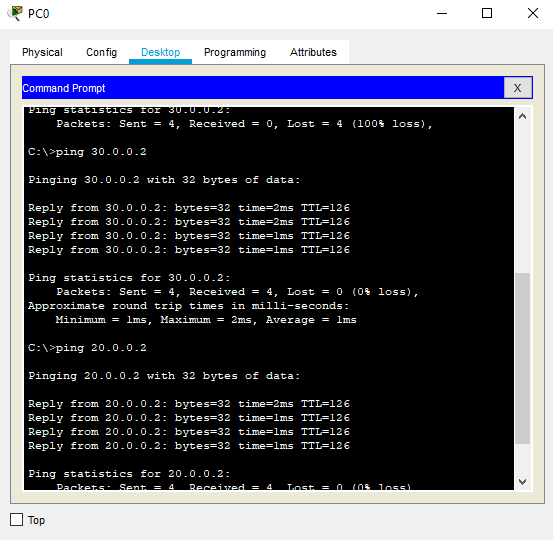 PC0
Physical Config Desktop Programming Attributes
Command Prompt X
Ping statistics for 30.0.0.2:
Packets: Sent = 4, Received = 0, Lost = 4 (100% loss),
C:\>ping 30.0.0.2
Pinging 30.0.0.2 with 32 bytes of data:
Reply from 30.0.0.2: bytes=32 time=2ms TTL=126
Reply from 30.0.0.2: bytes=32 time=2ms TTL=126
Reply from 30.0.0.2: bytes=32 time=1ms TTL=126
Reply from 30.0.0.2: bytes=32 time=1ms TTL=126
Ping statistics for 30.0.0.2:
Packets: Sent = 4, Received = 4, Lost = 0 (0% loss),
Approximate round trip times in milli-seconds:
Minimum = 1ms, Maximum = 2ms, Average = 1ms
C:\>ping 20.0.0.2
Pinging 20.0.0.2 with 32 bytes of data:
Reply from 20.0.0.2: bytes=32 time=2ms TTL=126
Reply from 20.0.0.2: bytes=32 time=1ms TTL=126
Reply from 20.0.0.2: bytes=32 time=1ms TTL=126
Reply from 20.0.0.2: bytes=32 time=1ms TTL=126
Ping statistics for 20.0.0.2:
Packets: Sent = 4, Received = 4, Lost = 0 (0% loss),
Top